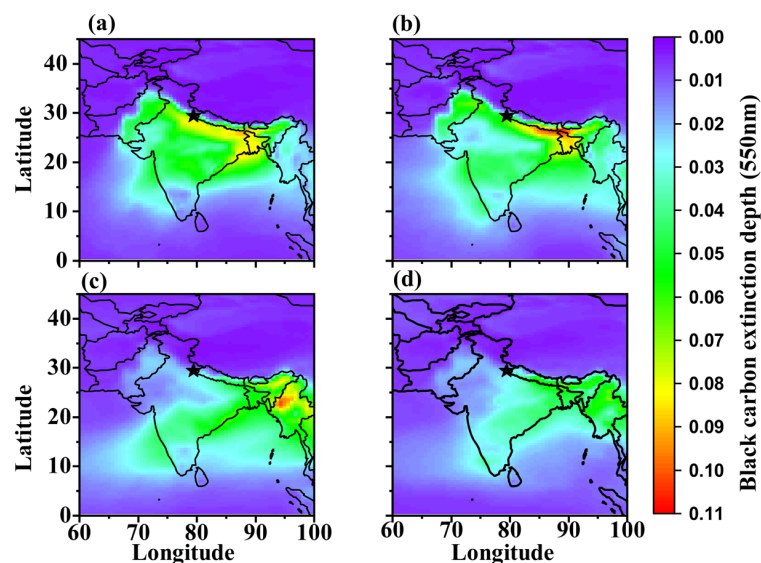 (a)
(b)
Latitude
40
30
20
10
0
0.00
0.01
0.02
0.03
0.04
0.05
0.06
0.07
0.08
0.09
0.10
0.11
Black carbon extinction depth (550nm)
(c)
(d)
Latitude
40
30
20
10
0
60 70 80 90 100
60 70 80 90 100
Longitude
Longitude